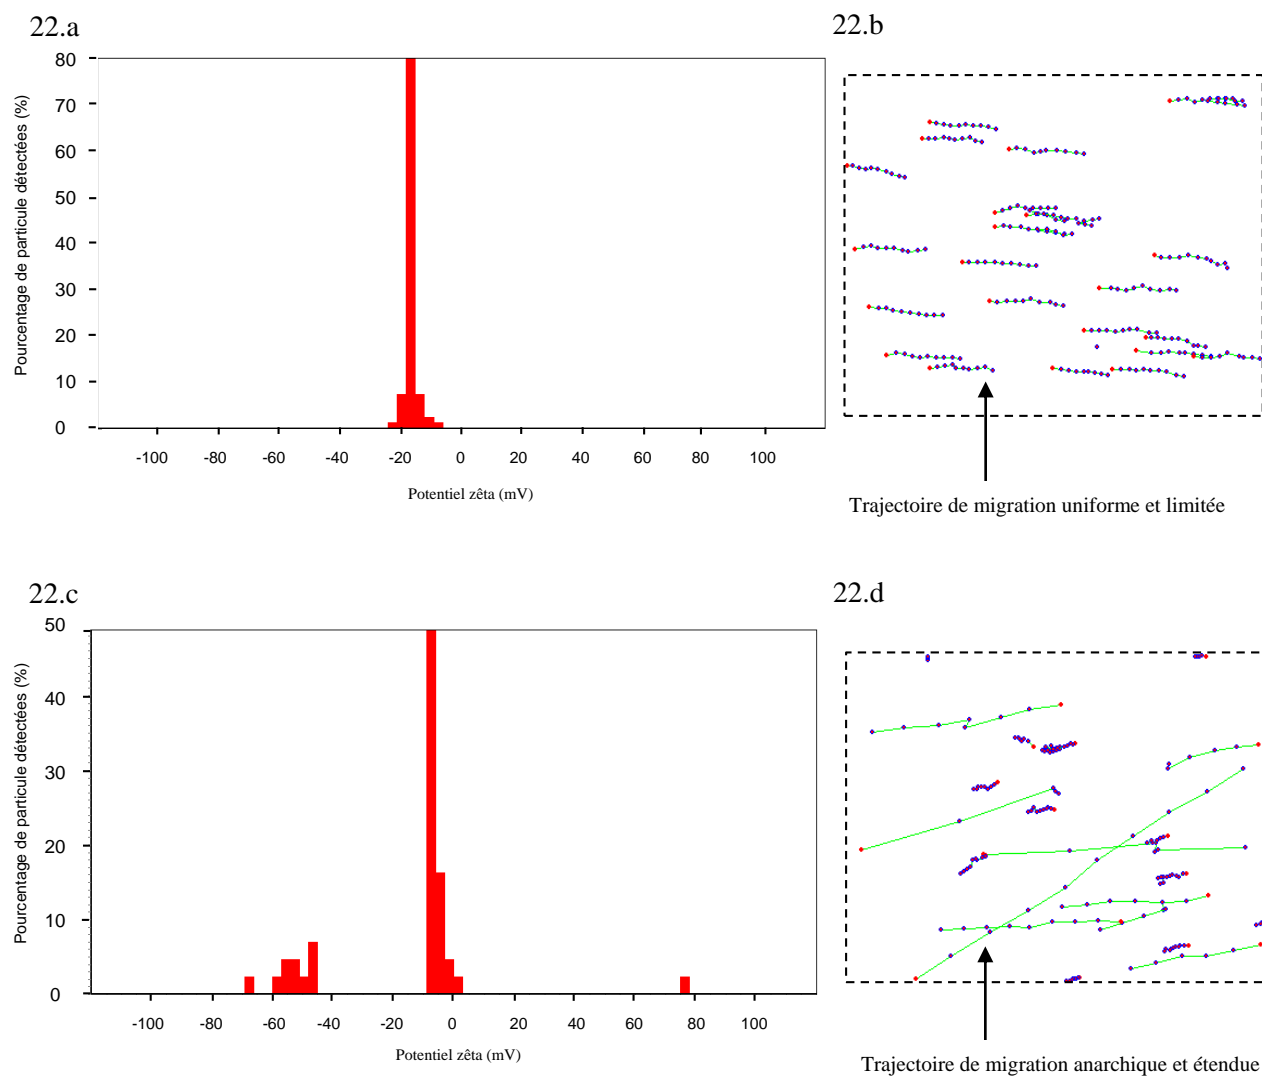 22.a
22.b
Pourcentage de particule détectées (%)
80
70
60
50
40
30
20
10
0
-100 -80 -60 -40 -20 0 20 40 60 80 100
Potentiel zêta (mV)
Trajectoire de migration uniforme et limitée
22.c
22.d
Pourcentage de particule détectées (%)
50
40
30
20
10
0
-100 -80 -60 -40 -20 0 20 40 60 80 100
Potentiel zêta (mV)
Trajectoire de migration anarchique et étendue